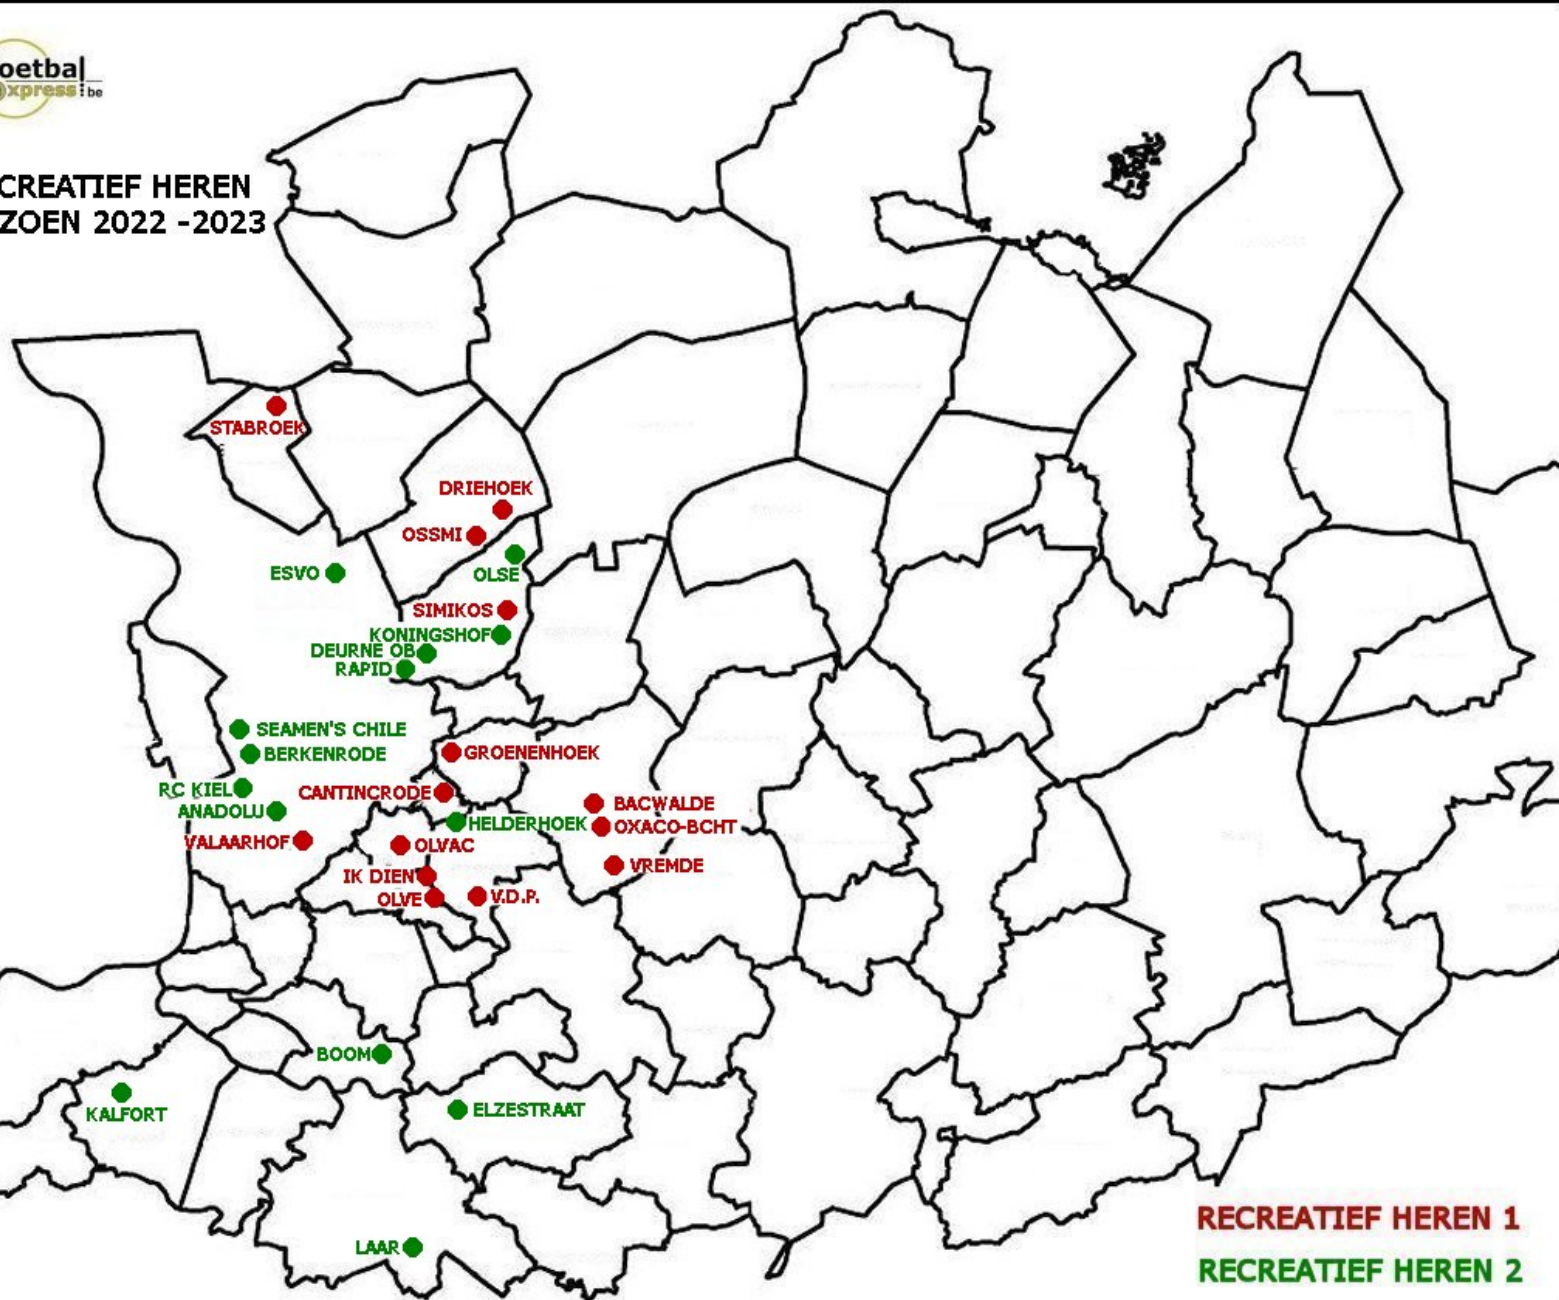 oetbal
xpress.be
CREATIEF HEREN
ZOEN 2022 -2023
STABROEK
DRIEHOEK
OSSMI
ESVO
OLSE
SIMIKOS
KONINGSHOF
DEURNE OB
RAPID
SEAMEN'S CHILE
BERKENRODE
GROENENHOEK
RC KIEL
CANTINCRODE
ANADOLU
BACWALDE
HELDERHOEK
OXACO-BCHT
VALAARHOF
OLVAC
VREMDE
IK DIEN
OLVE
V.D.P.
BOOM
KALFORT
ELZESTRAAT
LAAR
RECREATIEF HEREN 1
RECREATIEF HEREN 2